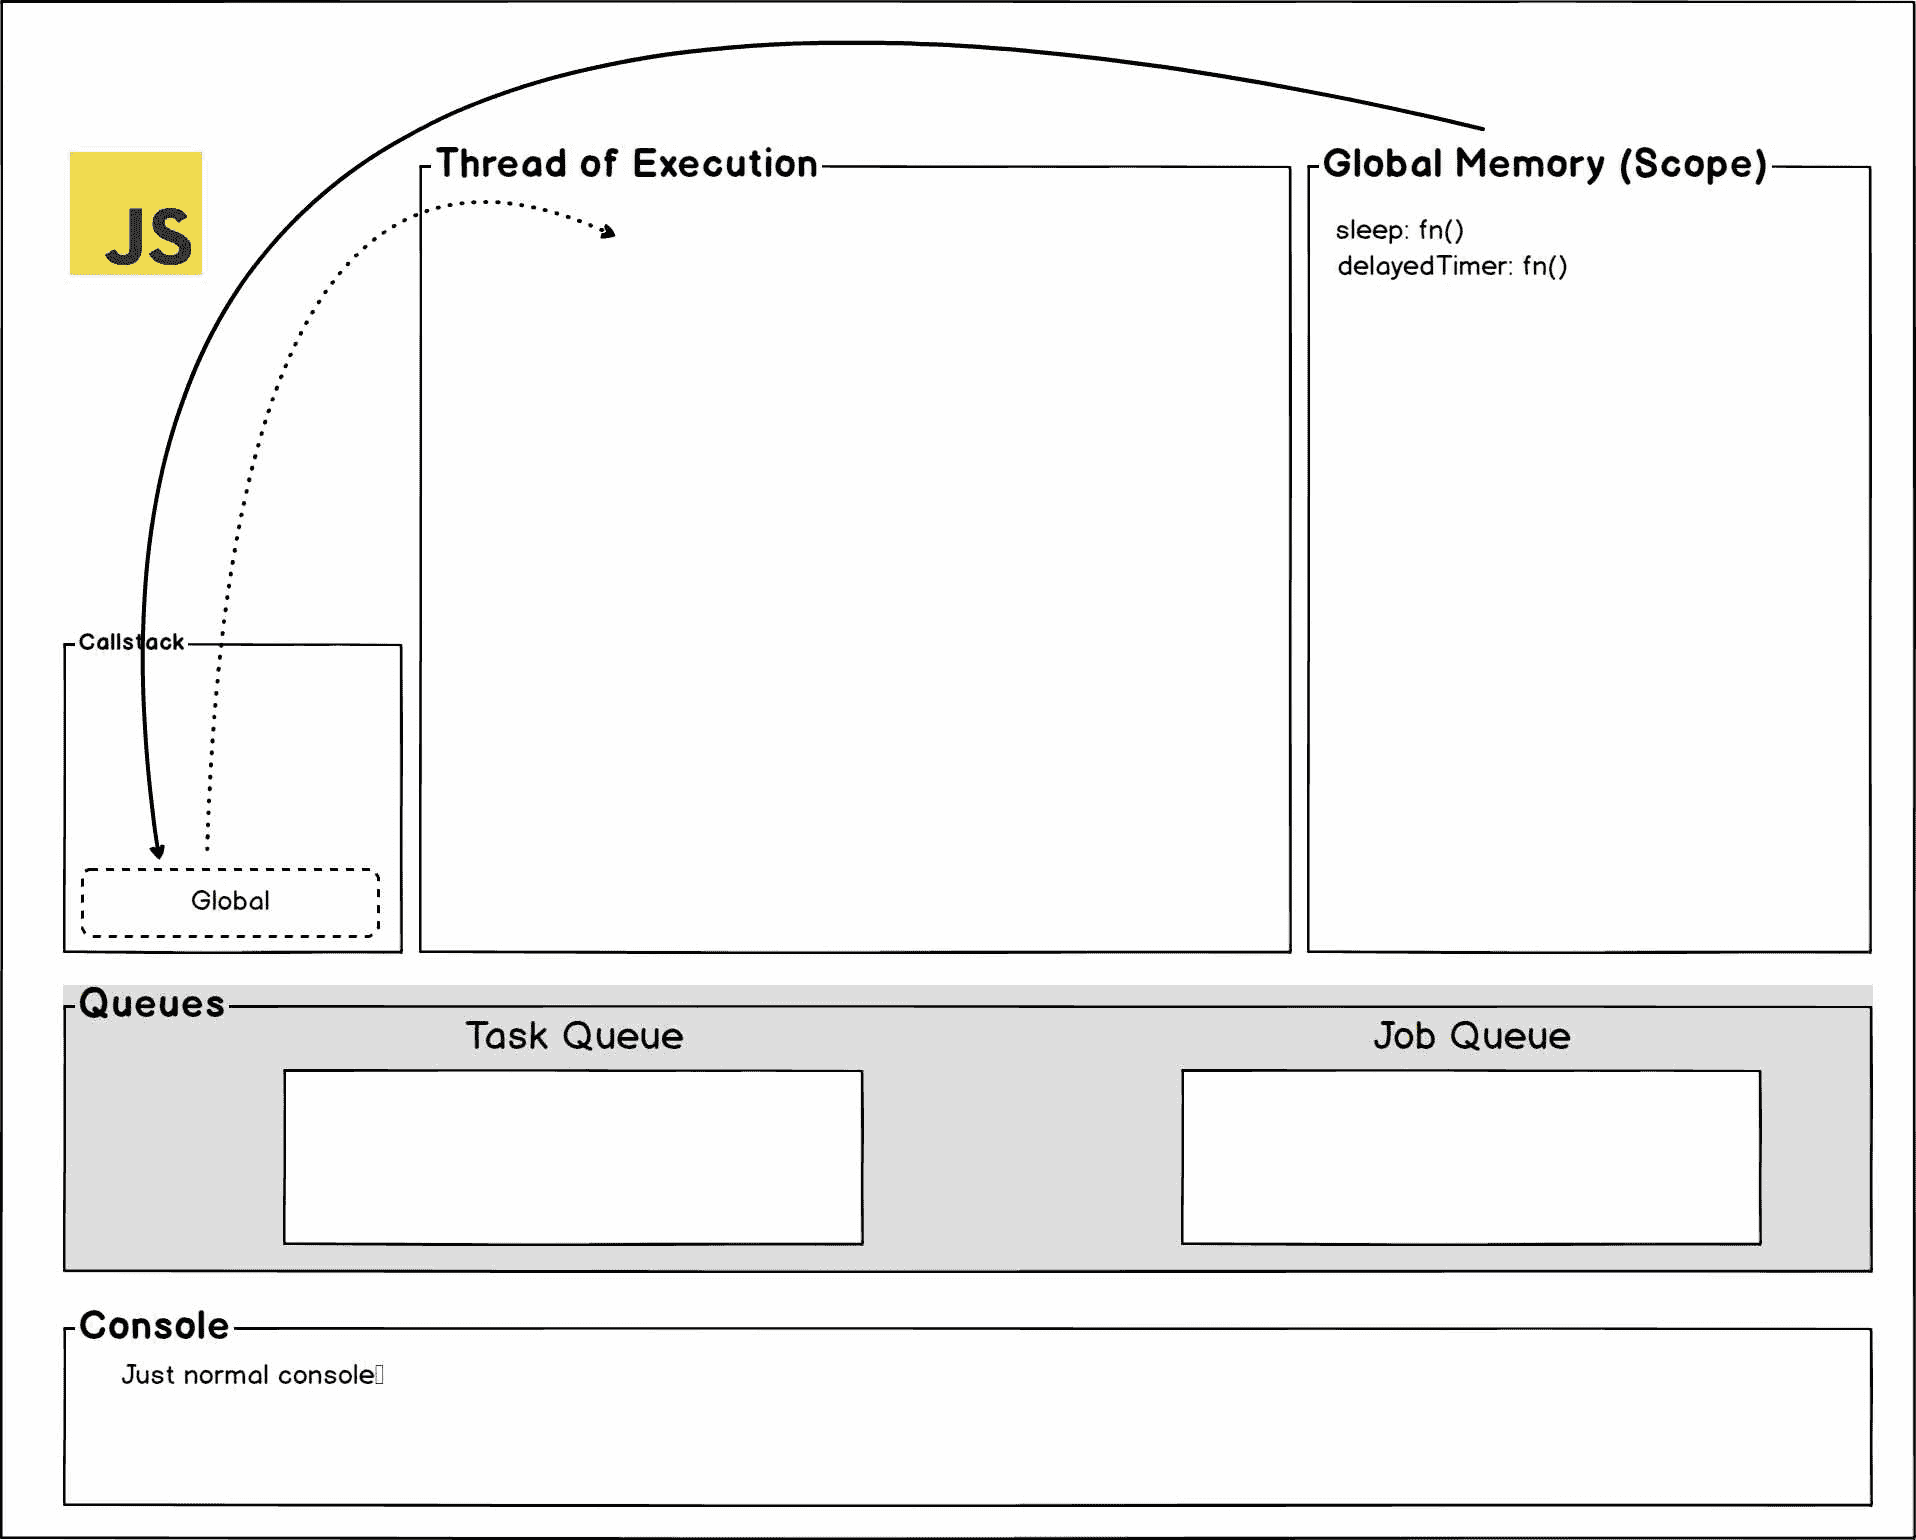 JS
Thread of Execution
Global Memory (Scope)
sleep: fn()
delayedTimer: fn()
Callstack
Global
Queues
Task Queue
Job Queue
Console
Just normal console